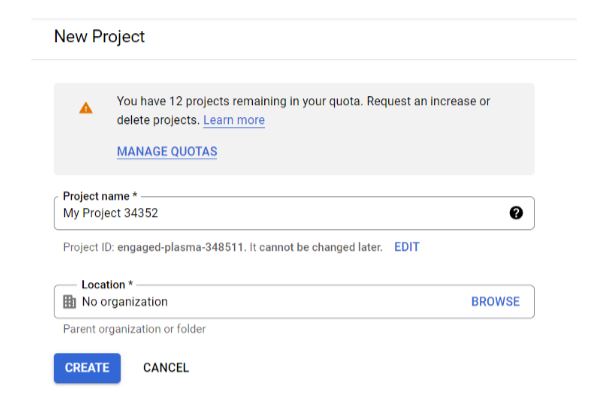 New Project
You have 12 projects remaining in your quota. Request an increase or
delete projects. Learn more
MANAGE QUOTAS
Project name *
My Project 34352
Project ID: engaged-plasma-348511. It cannot be changed later. EDIT
Location *
No organization BROWSE
Parent organization or folder
CREATE CANCEL